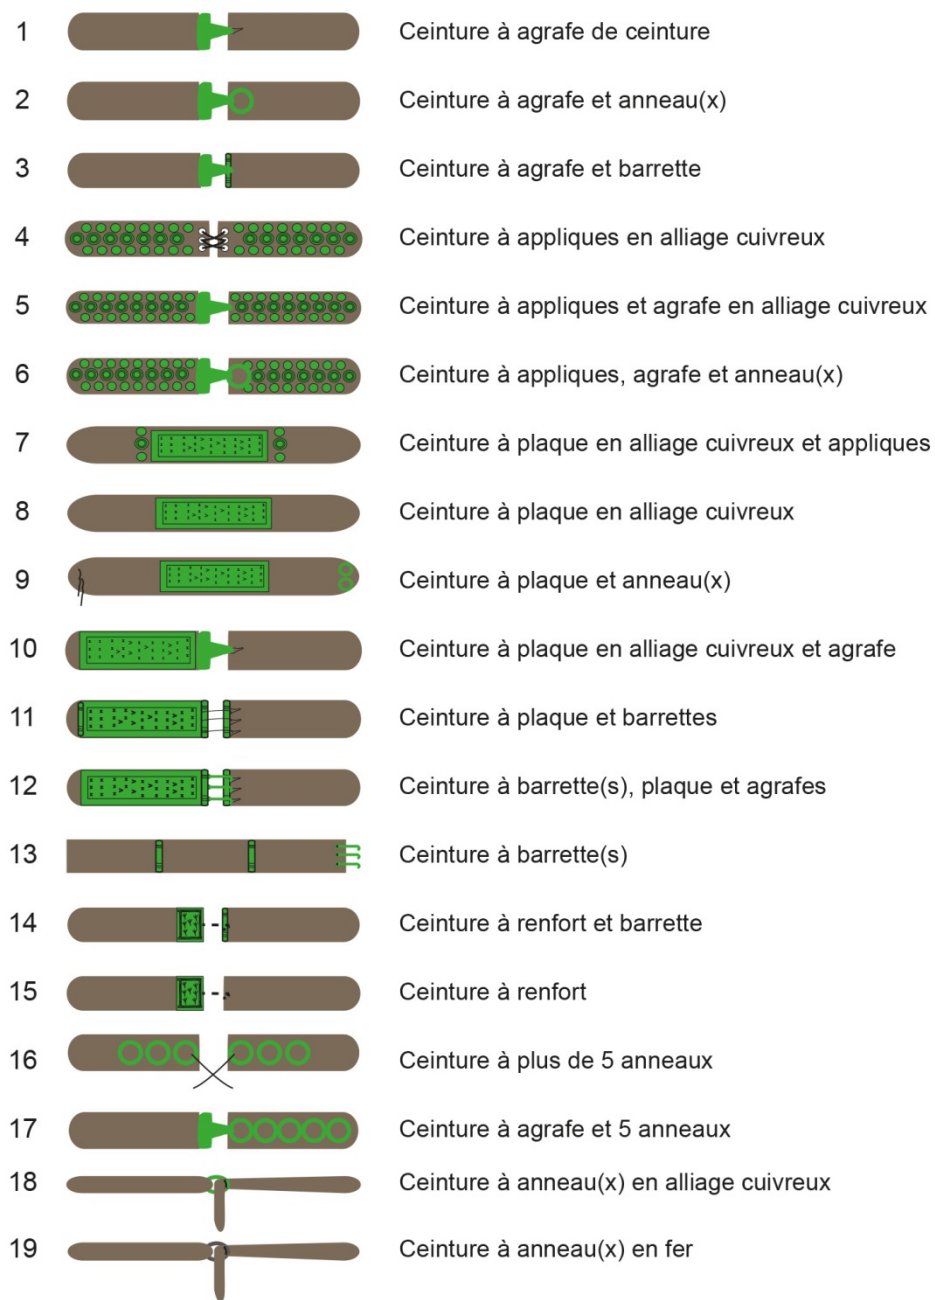 1 Ceinture à agrafe de ceinture
2 Ceinture à agrafe et anneau(x)
3 Ceinture à agrafe et barrette
4 Ceinture à appliques en alliage cuivreux
5 Ceinture à appliques et agrafe en alliage cuivreux
6 Ceinture à appliques, agrafe et anneau(x)
7 Ceinture à plaque en alliage cuivreux et appliques
8 Ceinture à plaque en alliage cuivreux
9 Ceinture à plaque et anneau(x)
10 Ceinture à plaque en alliage cuivreux et agrafe
11 Ceinture à plaque et barrettes
12 Ceinture à barrette(s), plaque et agrafes
13 Ceinture à barrette(s)
14 Ceinture à renfort et barrette
15 Ceinture à renfort
16 Ceinture à plus de 5 anneaux
17 Ceinture à agrafe et 5 anneaux
18 Ceinture à anneau(x) en alliage cuivreux
19 Ceinture à anneau(x) en fer